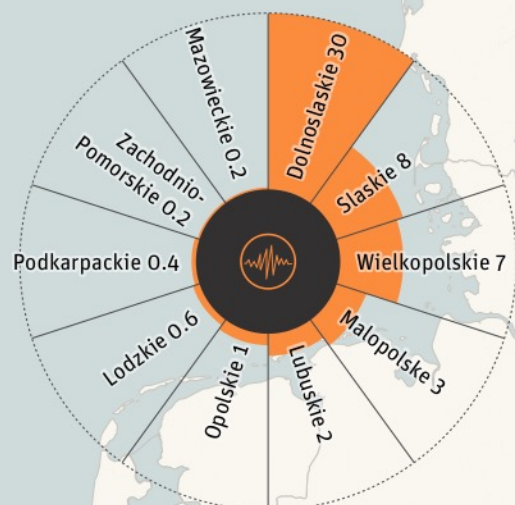 Dolnoslaskie 30
Slaskie 8
Wielkopolskie 7
Malopolske 3
Lubuskie 2
Opolskie 1
Lodzkie 0.6
Podkarpackie 0.4
Zachodnio-
Pomorskie 0.2
Mazowieckie 0.2